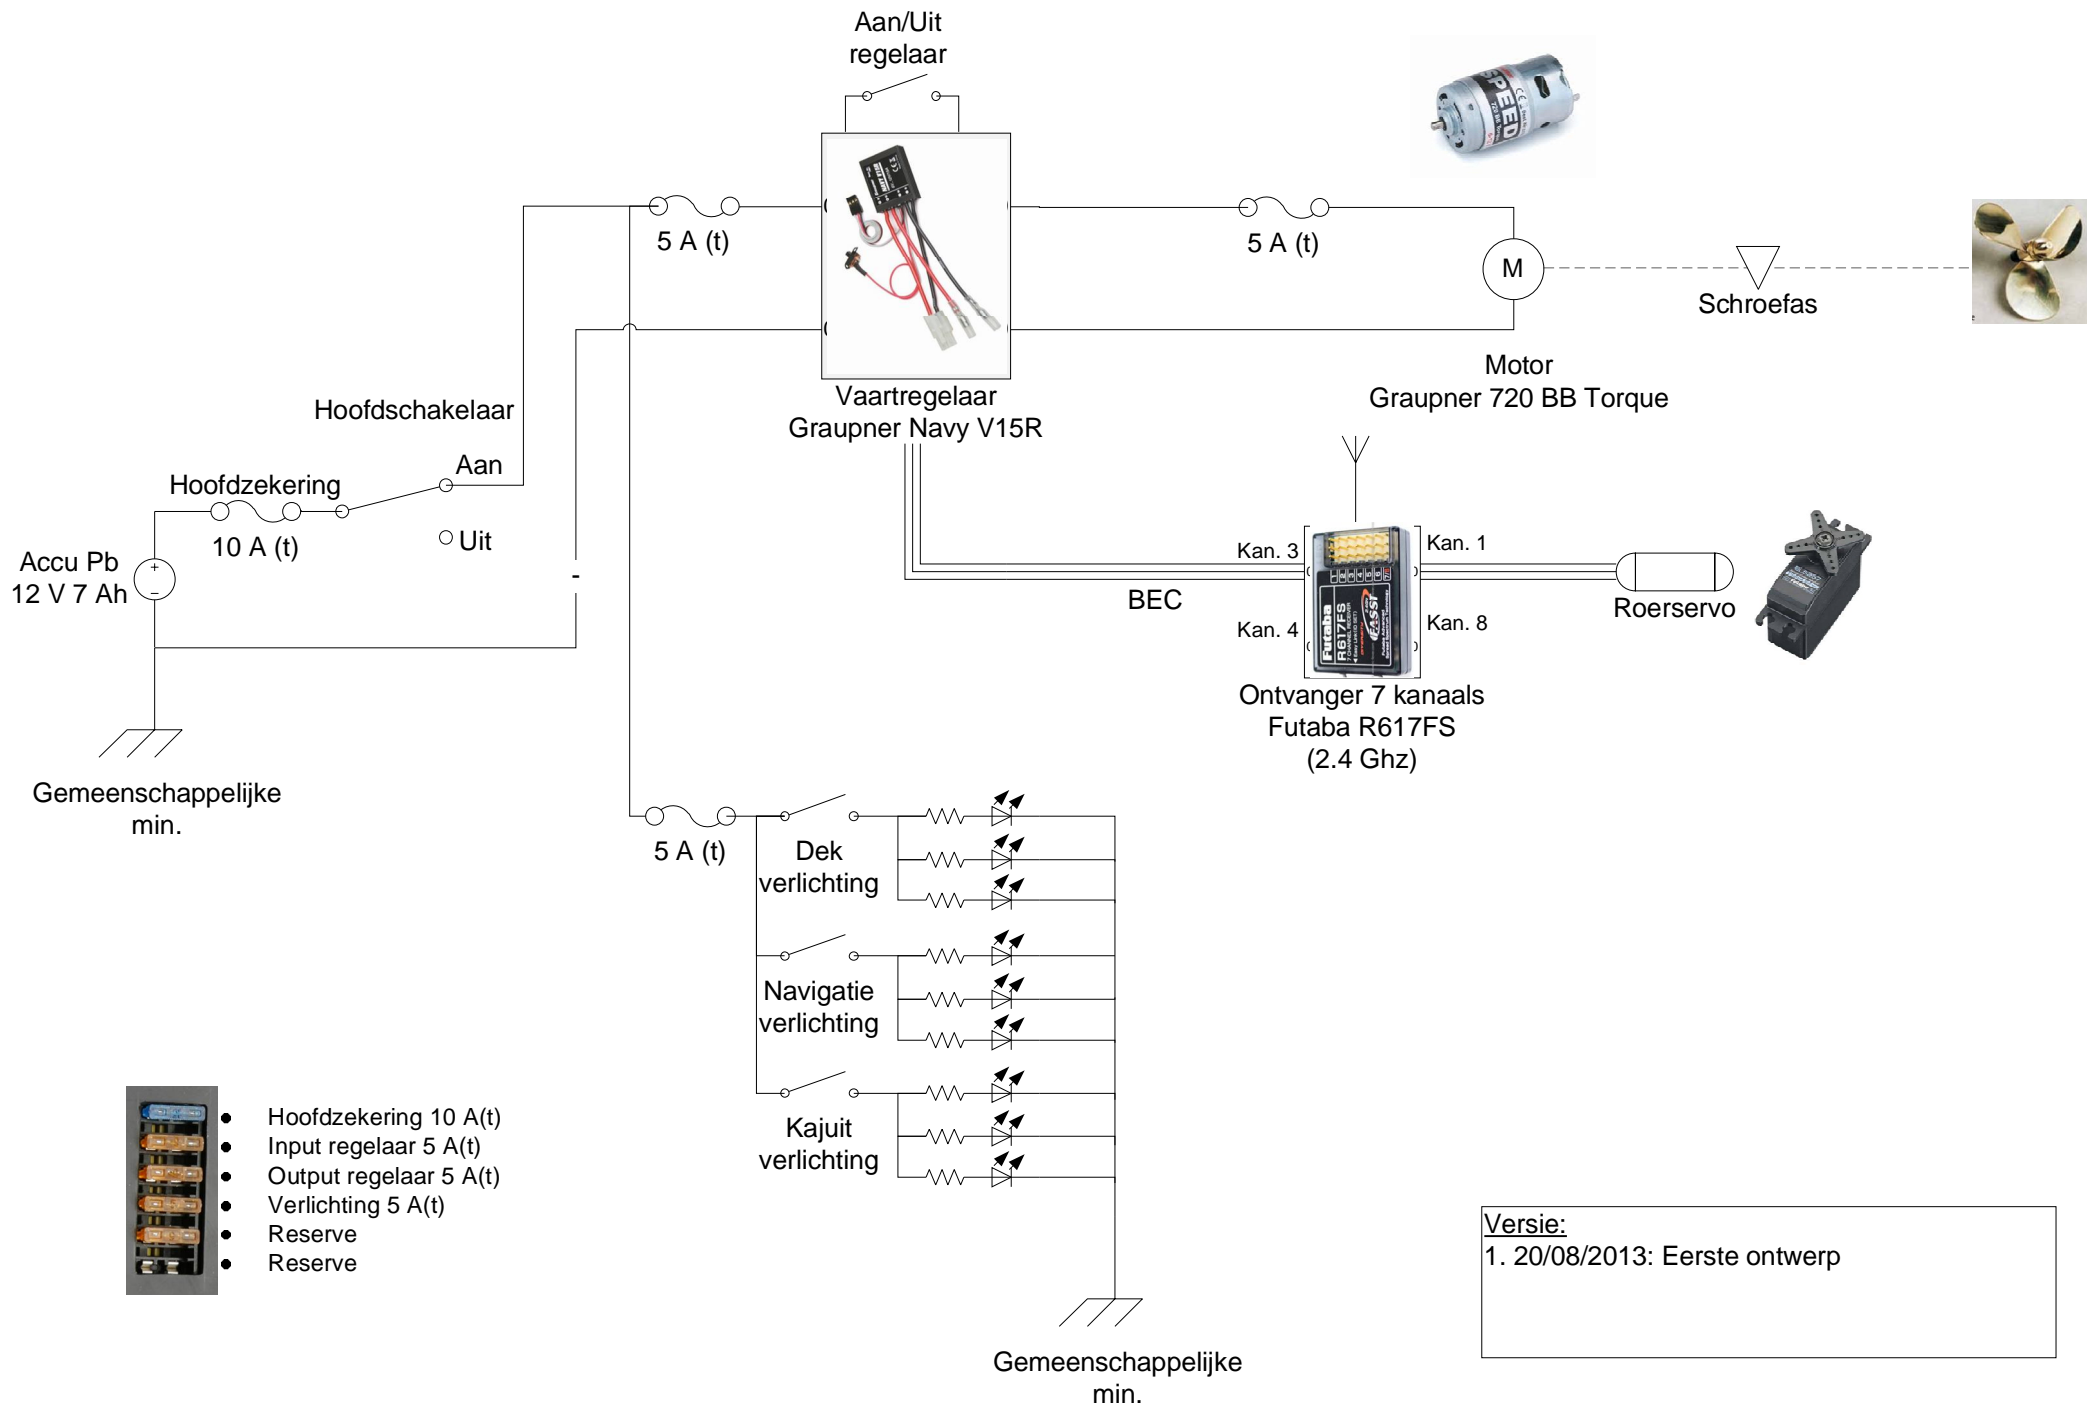 Aan/Uit
regelaar
SPEED
5 A (t)
5 A (t)
M
Schroefas
Hoofdschakelaar
Vaartregelaar
Graupner Navy V15R
Motor
Graupner 720 BB Torque
Aan
Hoofdzekering
10 A (t)
Uit
Accu Pb
12 V 7 Ah
+
–
-
Kan. 3
Kan. 1
BEC
Kan. 4
Kan. 8
Futaba
R617FS
FASST
Roerservo
Ontvanger 7 kanaals
Futaba R617FS
(2.4 Ghz)
Gemeenschappelijke
min.
5 A (t)
Dek
verlichting
Navigatie
verlichting
Kajuit
verlichting
• Hoofdzekering 10 A(t)
• Input regelaar 5 A(t)
• Output regelaar 5 A(t)
• Verlichting 5 A(t)
• Reserve
• Reserve
Versie:
1. 20/08/2013: Eerste ontwerp
Gemeenschappelijke
min.